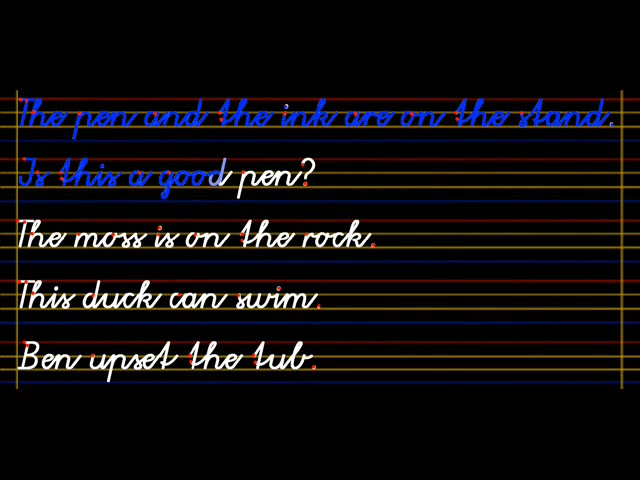 The pen and the ink are on the stand.
Is this a good pen?
The moss is on the rock.
This duck can swim.
Ben upset the tub.